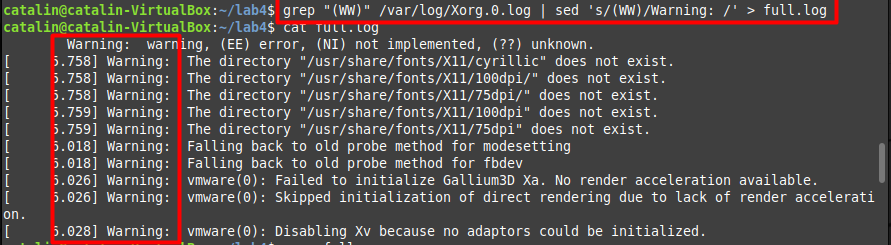 catalin@catalin-VirtualBox:~/lab4$ grep "(WW)" /var/log/Xorg.0.log | sed 's/(WW)/Warning: /' > full.log
catalin@catalin-VirtualBox:~/lab4$ cat full.log
Warning:  warning, (EE) error, (NI) not implemented, (??) unknown.
[     5.758] Warning:  The directory "/usr/share/fonts/X11/cyrillic" does not exist.
[     5.758] Warning:  The directory "/usr/share/fonts/X11/100dpi/" does not exist.
[     5.758] Warning:  The directory "/usr/share/fonts/X11/75dpi/" does not exist.
[     5.759] Warning:  The directory "/usr/share/fonts/X11/100dpi" does not exist.
[     5.759] Warning:  The directory "/usr/share/fonts/X11/75dpi" does not exist.
[     6.018] Warning:  Falling back to old probe method for modesetting
[     6.018] Warning:  Falling back to old probe method for fbdev
[     6.026] Warning:  vmware(0): Failed to initialize Gallium3D Xa. No render acceleration available.
[     6.026] Warning:  vmware(0): Skipped initialization of direct rendering due to lack of render accelerati
on.
[     6.028] Warning:  vmware(0): Disabling Xv because no adaptors could be initialized.